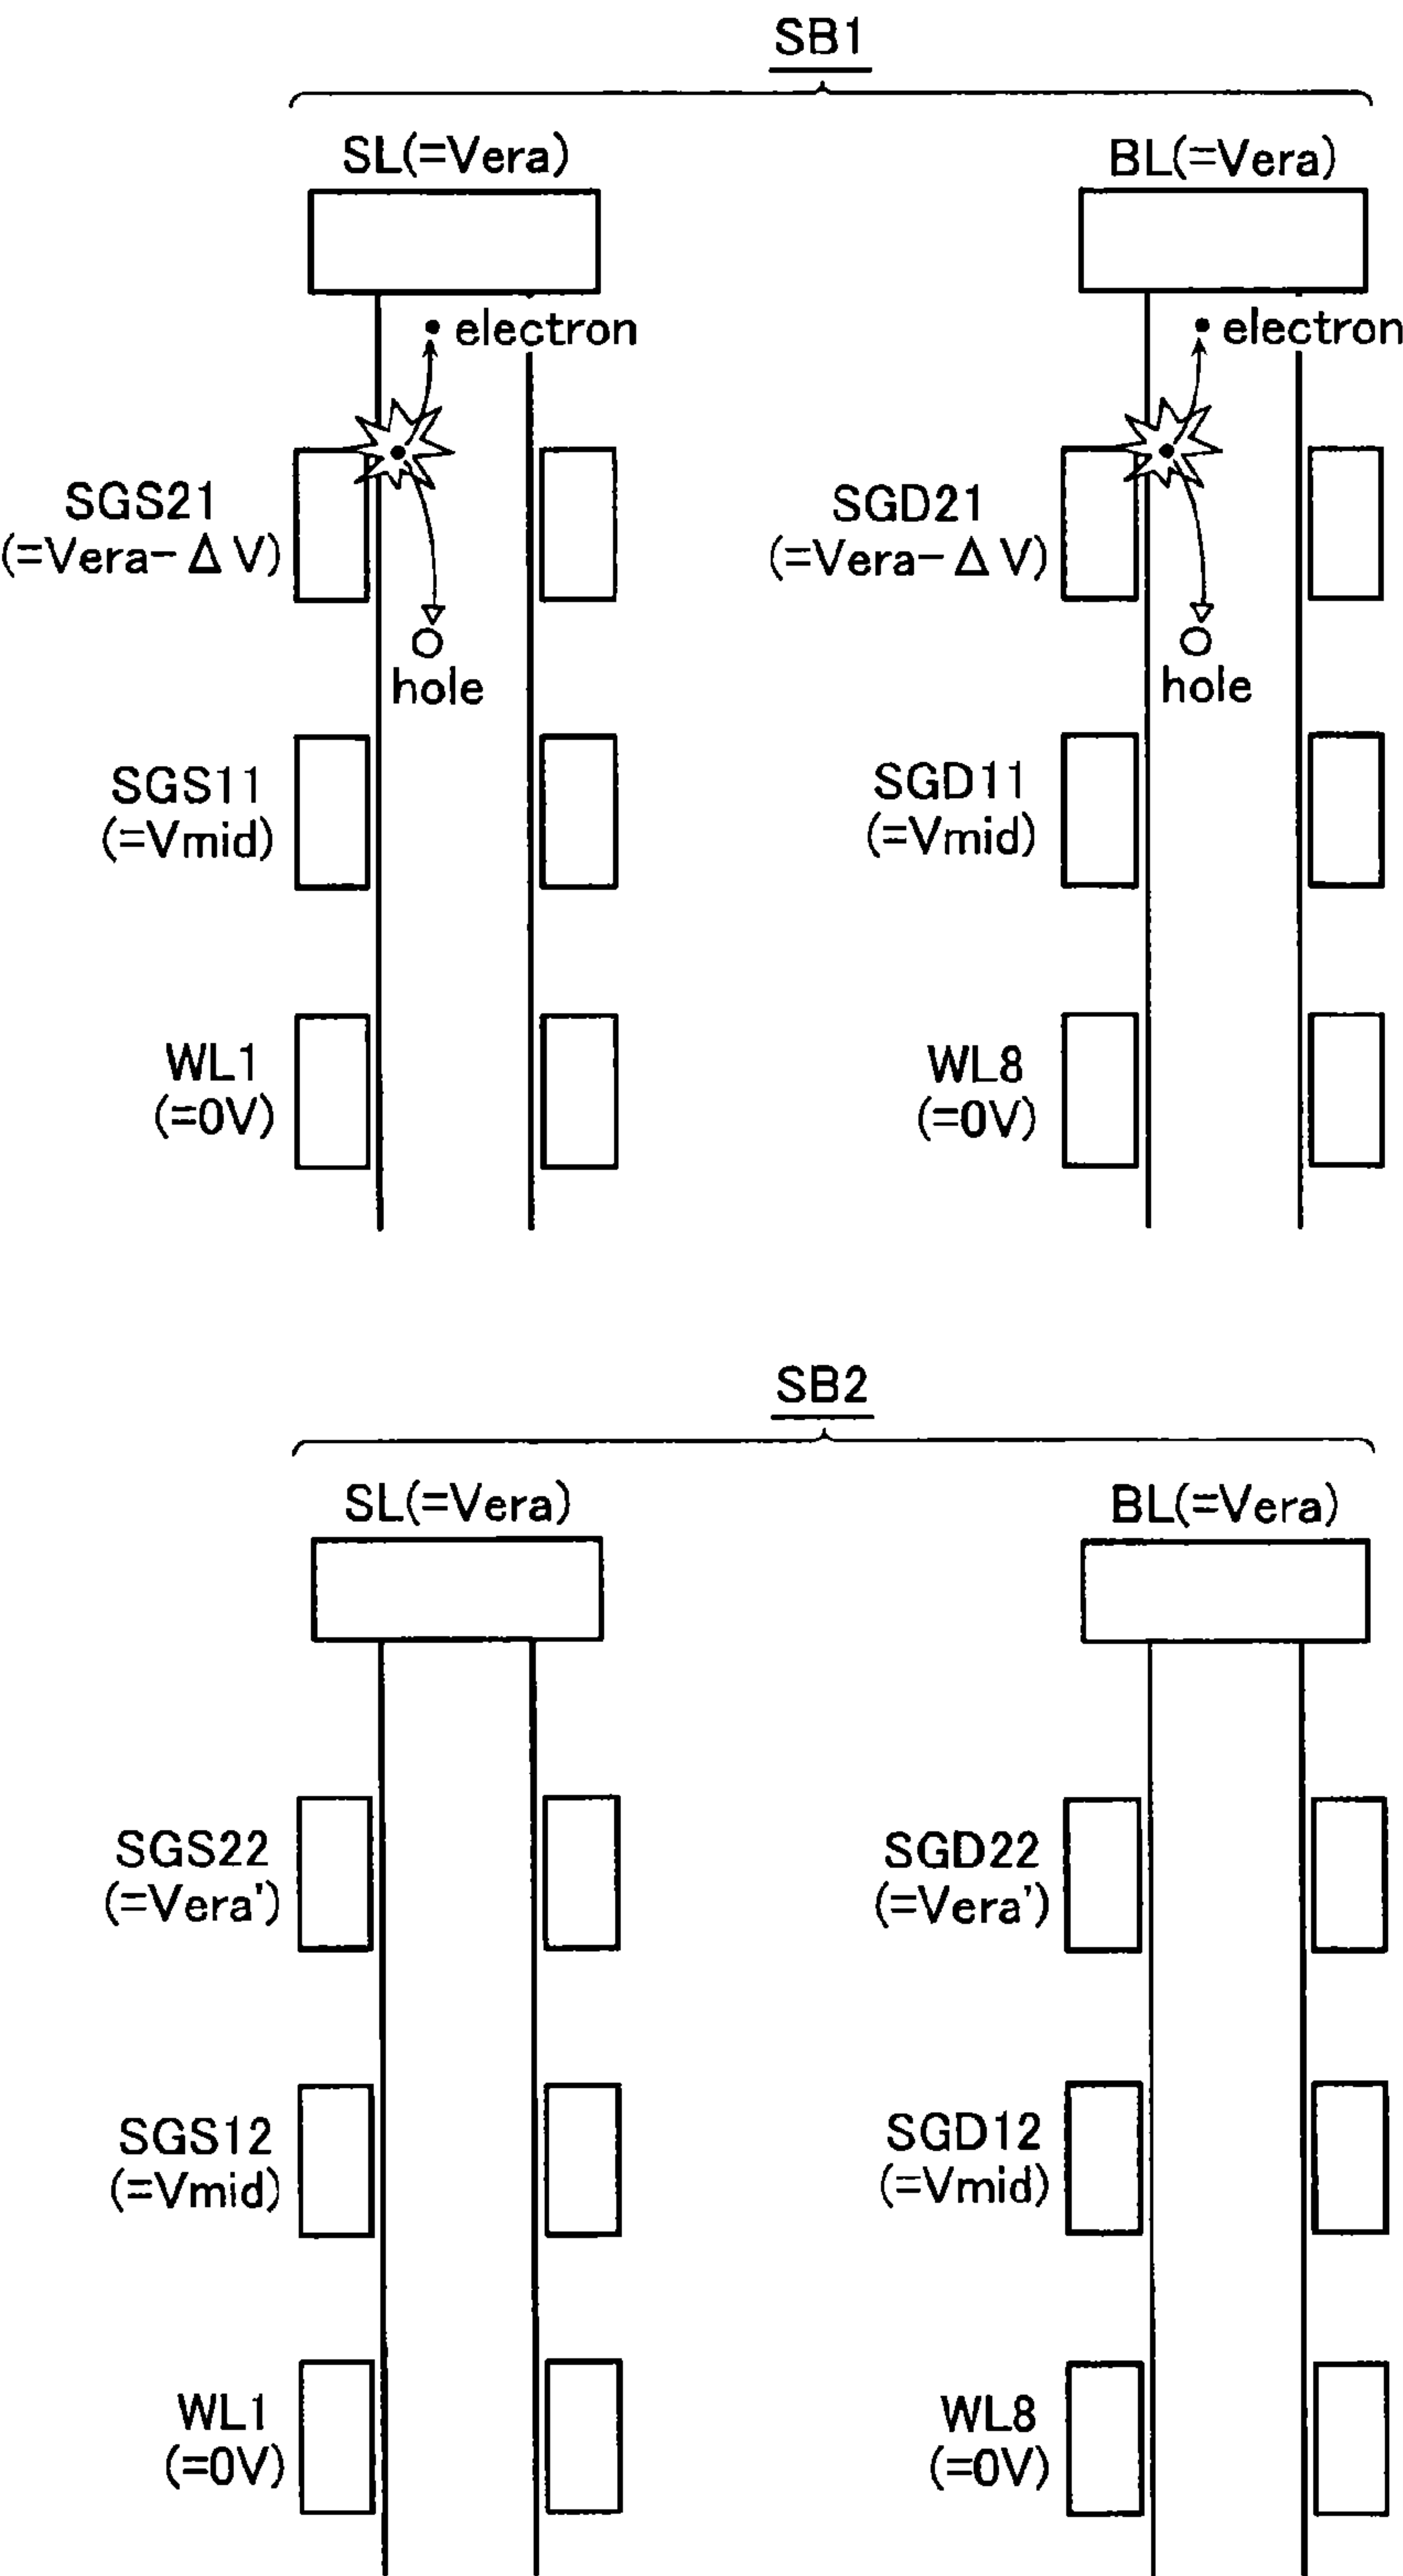 SB1
SL(=Vera)
BL(=Vera)
electron
electron
SGS21
(=Vera-ΔV)
SGD21
(=Vera-ΔV)
hole
hole
SGS11
(=Vmid)
SGD11
(=Vmid)
WL1
(=0V)
WL8
(=0V)
SB2
SL(=Vera)
BL(=Vera)
SGS22
(=Vera')
SGD22
(=Vera')
SGS12
(=Vmid)
SGD12
(=Vmid)
WL1
(=0V)
WL8
(=0V)